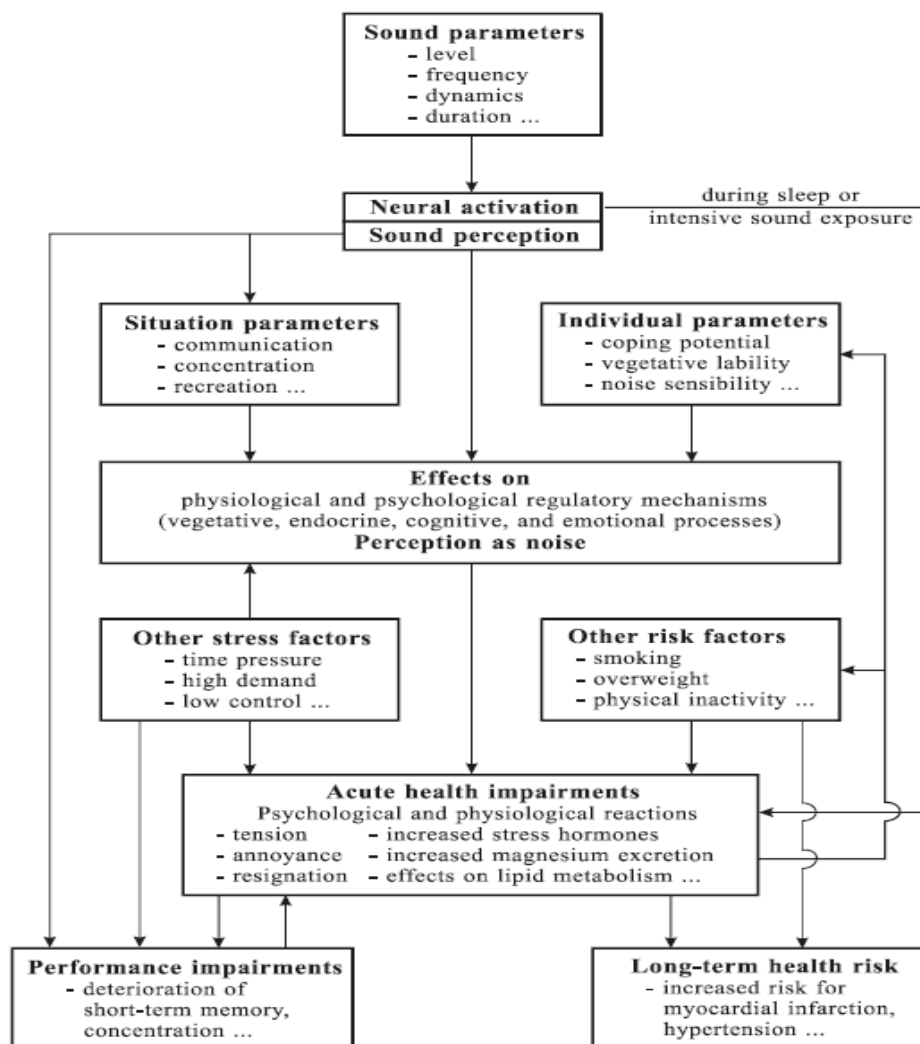 Sound parameters
- level
- frequency
- dynamics
- duration ...
Neural activation
Sound perception
during sleep or
intensive sound exposure
Situation parameters
- communication
- concentration
- recreation ...
Individual parameters
- coping potential
- vegetative lability
- noise sensibility ...
Effects on
physiological and psychological regulatory mechanisms
(vegetative, endocrine, cognitive, and emotional processes)
Perception as noise
Other stress factors
- time pressure
- high demand
- low control ...
Other risk factors
- smoking
- overweight
- physical inactivity ...
Acute health impairments
Psychological and physiological reactions
- tension - increased stress hormones
- annoyance - increased magnesium excretion
- resignation - effects on lipid metabolism ...
Performance impairments
- deterioration of
short-term memory,
concentration ...
Long-term health risk
- increased risk for
myocardial infarction,
hypertension ...